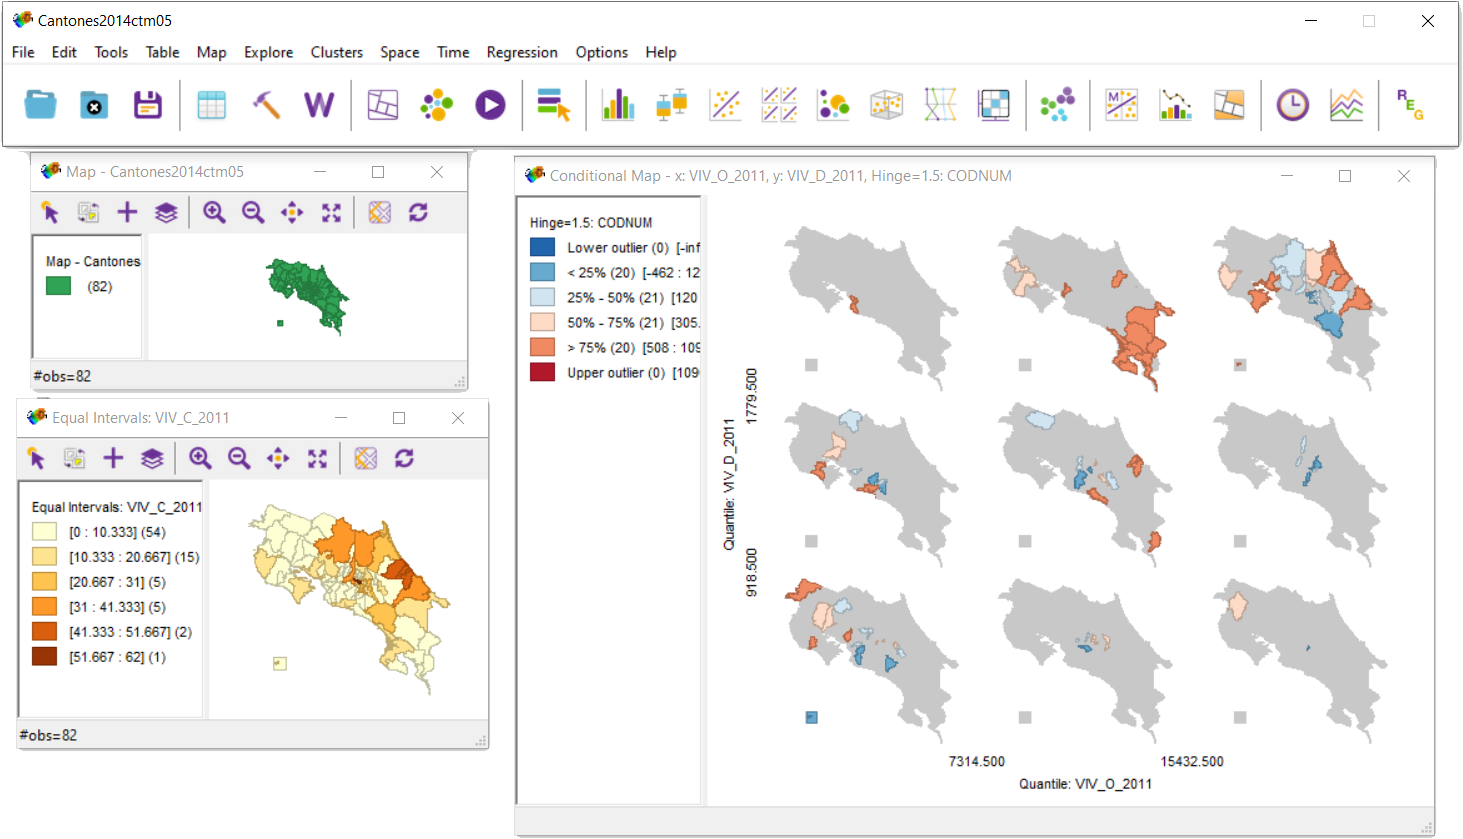 Cantones2014ctm05
File Edit Tools Table Map Explore Clusters Space Time Regression Options Help
W
M
R
E
G
Map - Cantones2014ctm05
Map - Cantones
(82)
#obs=82
Equal Intervals: VIV_C_2011
Equal Intervals: VIV_C_2011
[0 : 10.333] (54)
[10.333 : 20.667] (15)
[20.667 : 31] (5)
[31 : 41.333] (5)
[41.333 : 51.667] (2)
[51.667 : 62] (1)
#obs=82
Conditional Map - x: VIV_O_2011, y: VIV_D_2011, Hinge=1.5: CODNUM
Hinge=1.5: CODNUM
Lower outlier (0) [-inf
< 25% (20) [-462 : 12
25% - 50% (21) [120
50% - 75% (21) [305.
> 75% (20) [508 : 109
Upper outlier (0) [109
1779.500
Quantile: VIV_D_2011
918.500
7314.500 15432.500
Quantile: VIV_O_2011